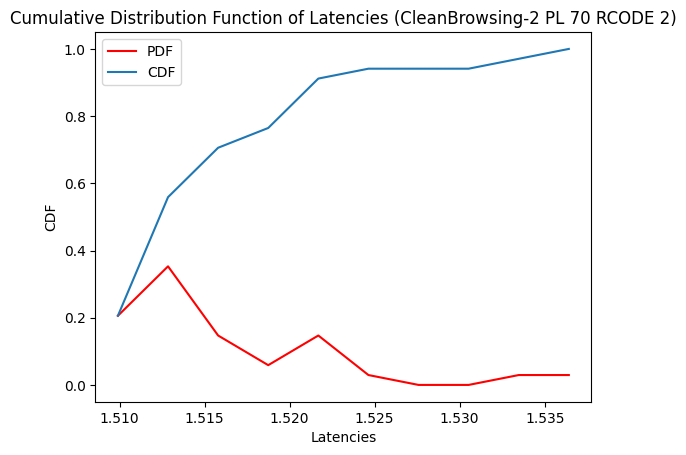 Cumulative Distribution Function of Latencies (CleanBrowsing-2 PL 70 RCODE 2)
PDF
CDF
1.0
0.8
0.6
0.4
0.2
0.0
CDF
1.510
1.515
1.520
1.525
1.530
1.535
Latencies